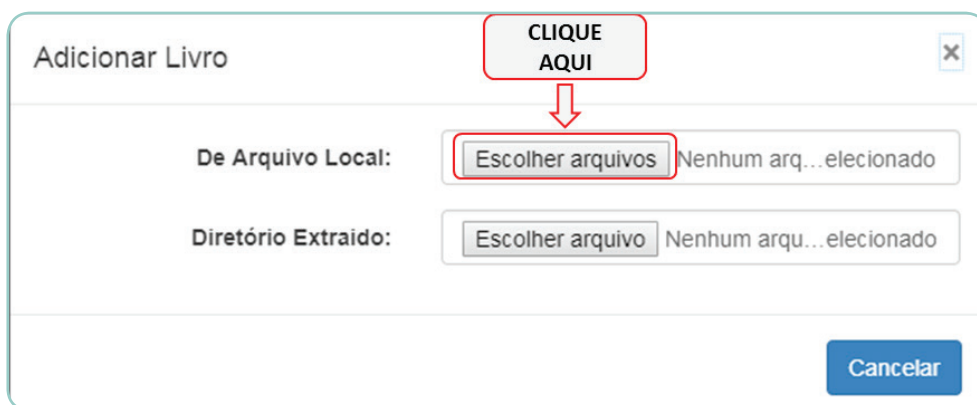 CLIQUE
AQUI
Adicionar Livro ×
De Arquivo Local: Escolher arquivos Nenhum arq...elecionado
Diretório Extraido: Escolher arquivo Nenhum arqu...elecionado
Cancelar